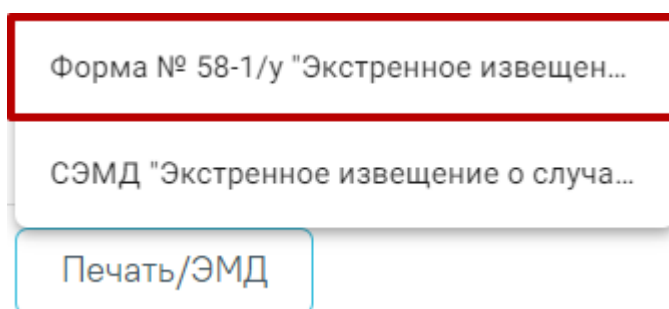 Форма № 58-1/у "Экстренное извещен...
СЭМД "Экстренное извещение о случа...
Печать/ЭМД